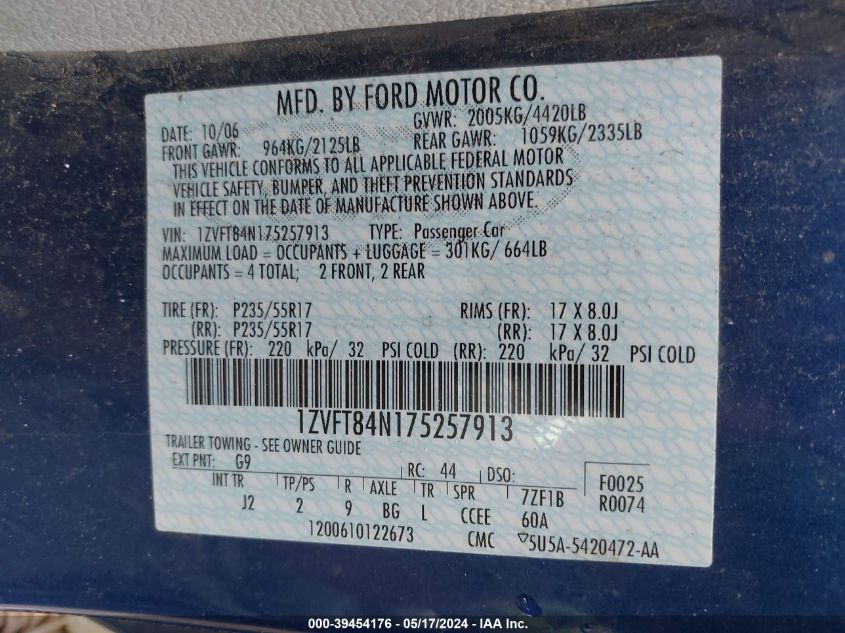 MFD. BY FORD MOTOR CO.
DATE: 10/06 GVWR: 2005KG/4420LB
FRONT GAWR: 964KG/2125LB REAR GAWR: 1059KG/2335LB
THIS VEHICLE CONFORMS TO ALL APPLICABLE FEDERAL MOTOR
VEHICLE SAFETY, BUMPER, AND THEFT PREVENTION STANDARDS
IN EFFECT ON THE DATE OF MANUFACTURE SHOWN ABOVE.
VIN: 1ZVFT84N175257913 TYPE: Passenger Car
MAXIMUM LOAD = OCCUPANTS + LUGGAGE = 301KG/ 664LB
OCCUPANTS = 4 TOTAL; 2 FRONT, 2 REAR
TIRE (FR): P235/55R17 RIMS (FR): 17 X 8.0J
(RR): P235/55R17 (RR): 17 X 8.0J
PRESSURE (FR): 220 kPa/ 32 PSI COLD (RR): 220 kPa/ 32 PSI COLD
1ZVFT84N175257913
TRAILER TOWING - SEE OWNER GUIDE
EXT PNT: G9 RC: 44 DSO: F0025
INT TR TP/PS R AXLE TR SPR 7ZF1B R0074
J2 2 9 BG L CCEE 60A
1200610122673 CMC ▽5U5A-5420472-AA
000-39454176 - 05/17/2024 - IAA Inc.